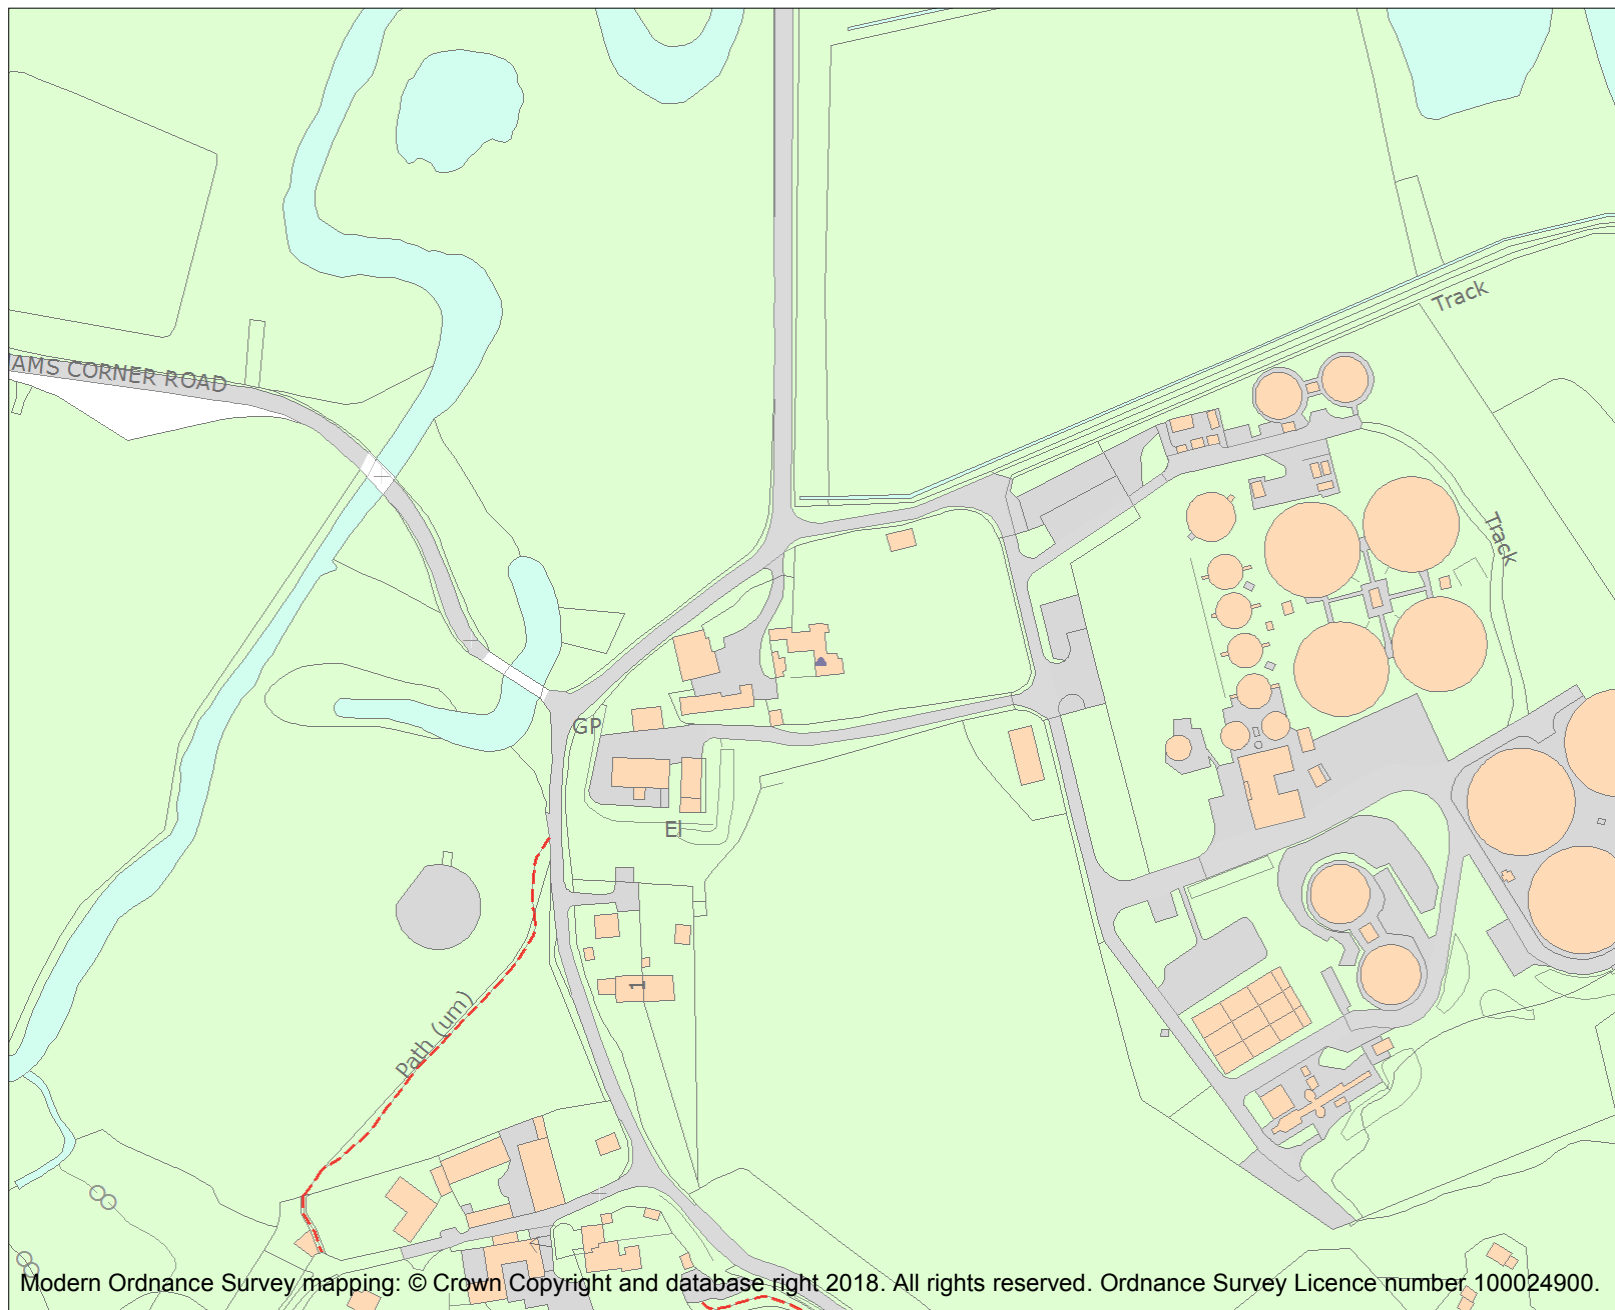 Track
AMS CORNER ROAD
Track
GP
El
1
Path (um)
Modern Ordnance Survey mapping: © Crown Copyright and database right 2018. All rights reserved. Ordnance Survey Licence number 100024900.